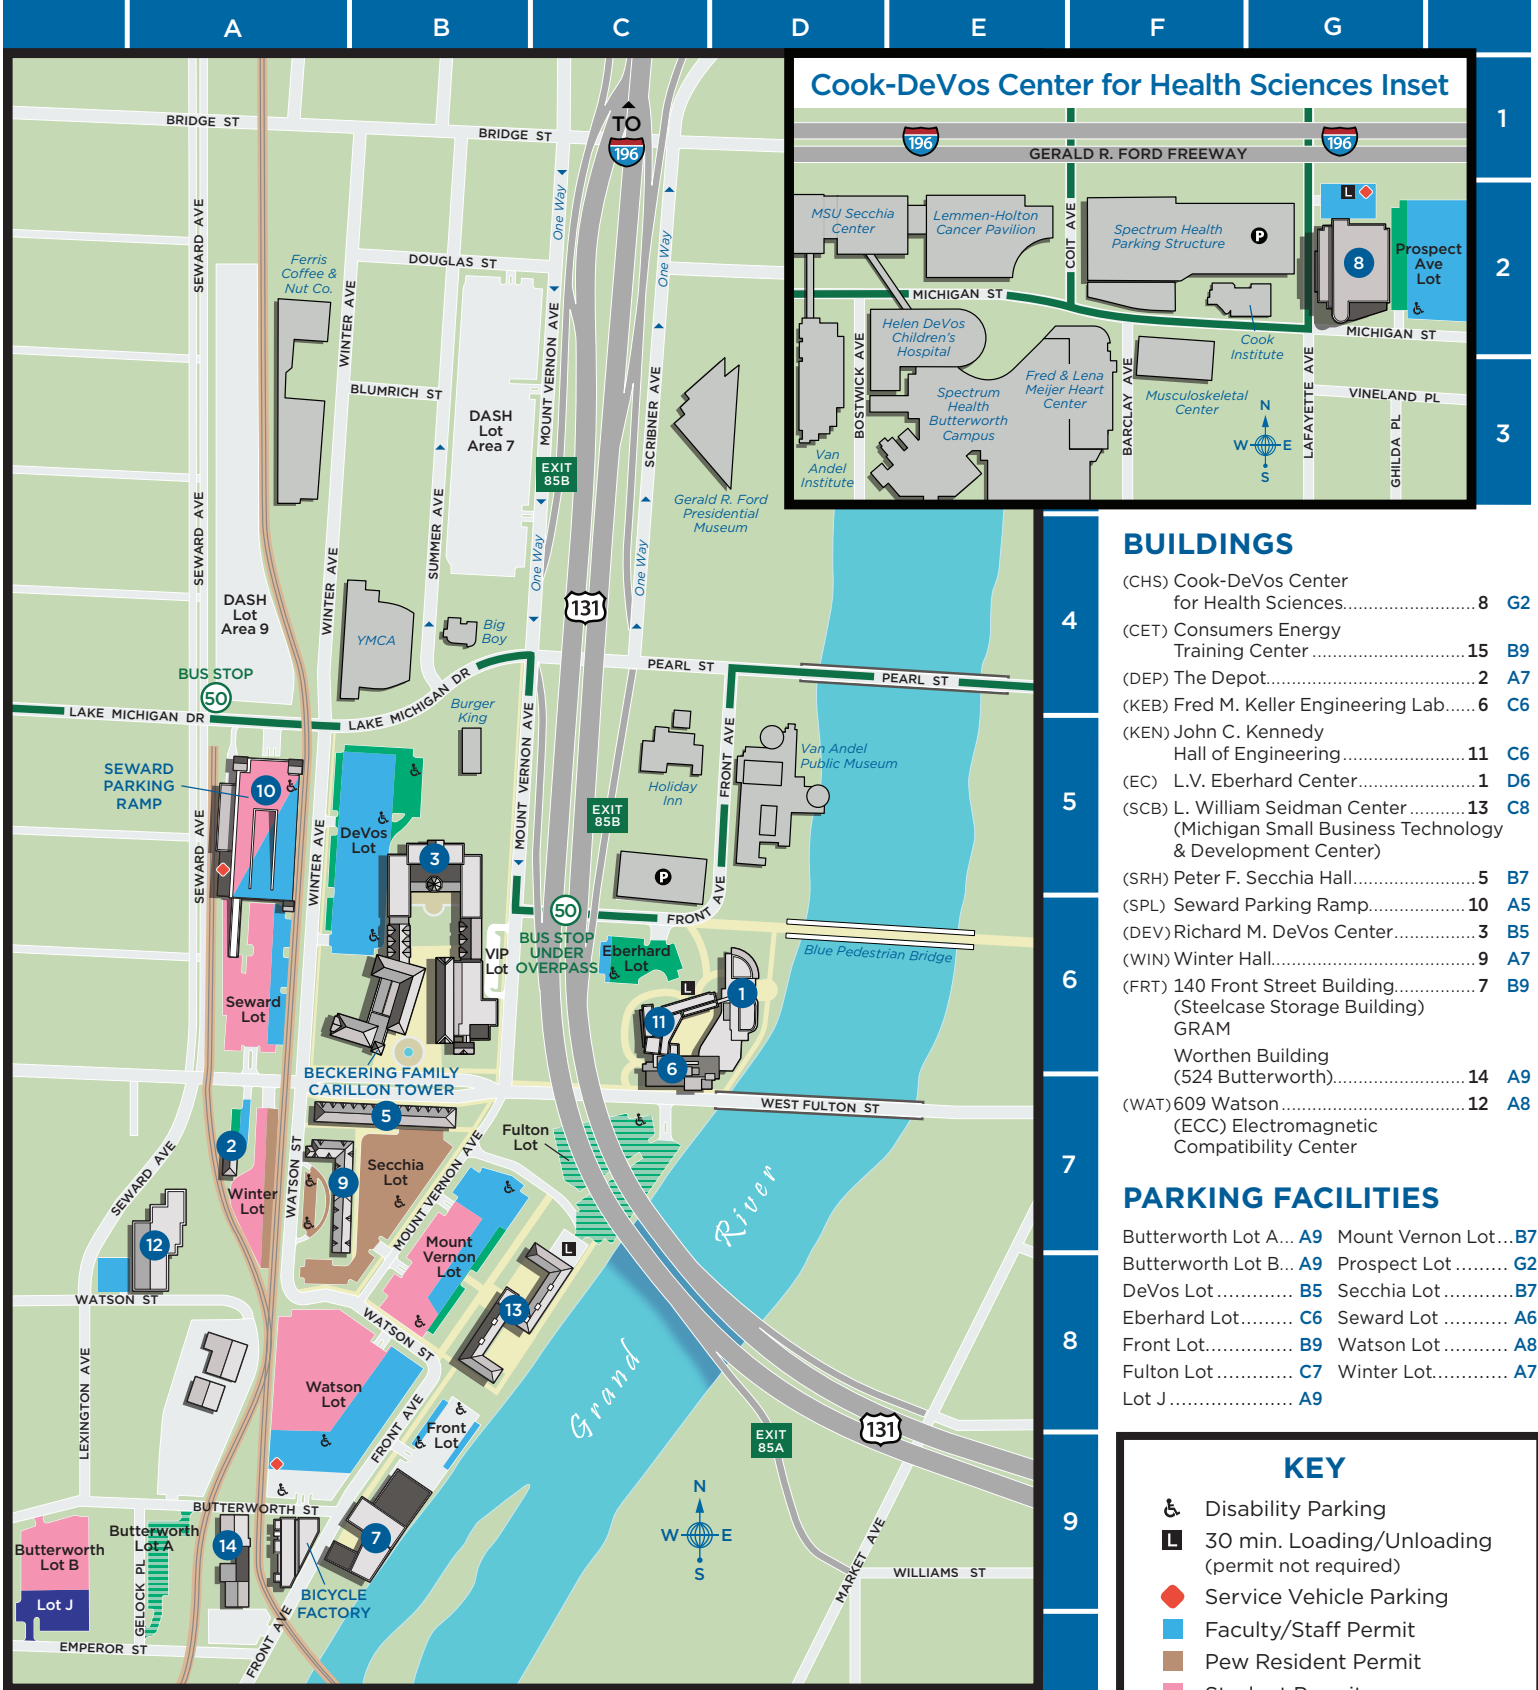 A B C D E F G
Cook-DeVos Center for Health Sciences Inset
196
196
GERALD R. FORD FREEWAY
MSU Secchia
Center
Lemmen-Holton
Cancer Pavilion
COIT AVE
Spectrum Health
Parking Structure
P
L
8
Prospect
Ave
Lot
MICHIGAN ST
MICHIGAN ST
Helen DeVos
Children's
Hospital
Cook
Institute
BOSTWICK AVE
Spectrum
Health
Butterworth
Campus
Fred & Lena
Meijer Heart
Center
BARCLAY AVE
Musculoskeletal
Center
LAFAYETTE AVE
VINELAND PL
GHILDA PL
Van
Andel
Institute
N
W E
S
1
2
3
4
5
6
7
8
9
BRIDGE ST
BRIDGE ST
TO
196
SEWARD AVE
One Way
One Way
Ferris
Coffee &
Nut Co.
DOUGLAS ST
WINTER AVE
MOUNT VERNON AVE
BLUMRICH ST
DASH
Lot
Area 7
SCRIBNER AVE
EXIT
85B
Gerald R. Ford
Presidential
Museum
SEWARD AVE
SUMMER AVE
WINTER AVE
One Way
One Way
131
DASH
Lot
Area 9
YMCA
Big
Boy
BUS STOP
50
PEARL ST
PEARL ST
LAKE MICHIGAN DR
LAKE MICHIGAN DR
Burger
King
MOUNT VERNON AVE
FRONT AVE
Van Andel
Public Museum
Holiday
Inn
SEWARD
PARKING
RAMP
10
EXIT
85B
DeVos
Lot
SEWARD AVE
WINTER AVE
3
P
FRONT AVE
50
BUS STOP
UNDER
OVERPASS
VIP
Lot
Eberhard
Lot
Blue Pedestrian Bridge
L
1
11
6
Seward
Lot
BECKERING FAMILY
CARILLON TOWER
5
WEST FULTON ST
2
Fulton
Lot
SEWARD AVE
WATSON ST
9
Secchia
Lot
MOUNT VERNON AVE
Winter
Lot
12
Mount
Vernon
Lot
L
Grand River
13
WATSON ST
WATSON ST
LEXINGTON AVE
Watson
Lot
FRONT AVE
Front
Lot
EXIT
85A
131
BUTTERWORTH ST
Butterworth
Lot A
Butterworth
Lot B
14
7
N
W E
S
Lot J
GELOCK PL
BICYCLE
FACTORY
EMPEROR ST
FRONT AVE
MARKET AVE
WILLIAMS ST
BUILDINGS
(CHS) Cook-DeVos Center
for Health Sciences.........................8 G2
(CET) Consumers Energy
Training Center..............................15 B9
(DEP) The Depot......................................2 A7
(KEB) Fred M. Keller Engineering Lab......6 C6
(KEN) John C. Kennedy
Hall of Engineering.........................11 C6
(EC) L.V. Eberhard Center.....................1 D6
(SCB) L. William Seidman Center...........13 C8
(Michigan Small Business Technology
& Development Center)
(SRH) Peter F. Secchia Hall.....................5 B7
(SPL) Seward Parking Ramp..................10 A5
(DEV) Richard M. DeVos Center..............3 B5
(WIN) Winter Hall.....................................9 A7
(FRT) 140 Front Street Building...............7 B9
(Steelcase Storage Building)
GRAM
Worthen Building
(524 Butterworth)..........................14 A9
(WAT) 609 Watson..................................12 A8
(ECC) Electromagnetic
Compatibility Center
PARKING FACILITIES
Butterworth Lot A... A9 Mount Vernon Lot...B7
Butterworth Lot B... A9 Prospect Lot......... G2
DeVos Lot............. B5 Secchia Lot............B7
Eberhard Lot......... C6 Seward Lot........... A6
Front Lot............... B9 Watson Lot........... A8
Fulton Lot............. C7 Winter Lot............. A7
Lot J..................... A9
KEY
Disability Parking
L 30 min. Loading/Unloading
(permit not required)
Service Vehicle Parking
Faculty/Staff Permit
Pew Resident Permit